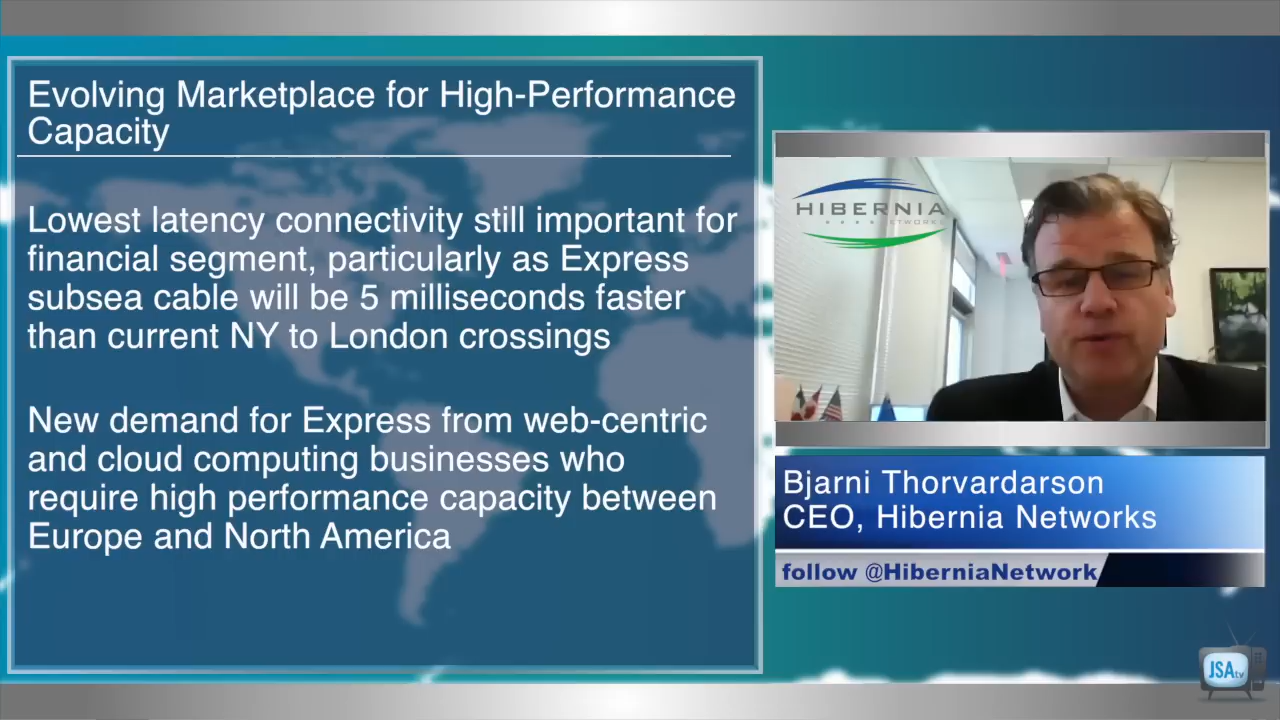 Evolving Marketplace for High-Performance
Capacity
Lowest latency connectivity still important for
financial segment, particularly as Express
subsea cable will be 5 milliseconds faster
than current NY to London crossings
New demand for Express from web-centric
and cloud computing businesses who
require high performance capacity between
Europe and North America
HIBERNIA
NETWORK
Bjarni Thorvardarson
CEO, Hibernia Networks
follow @HiberniaNetwork
JSAtv